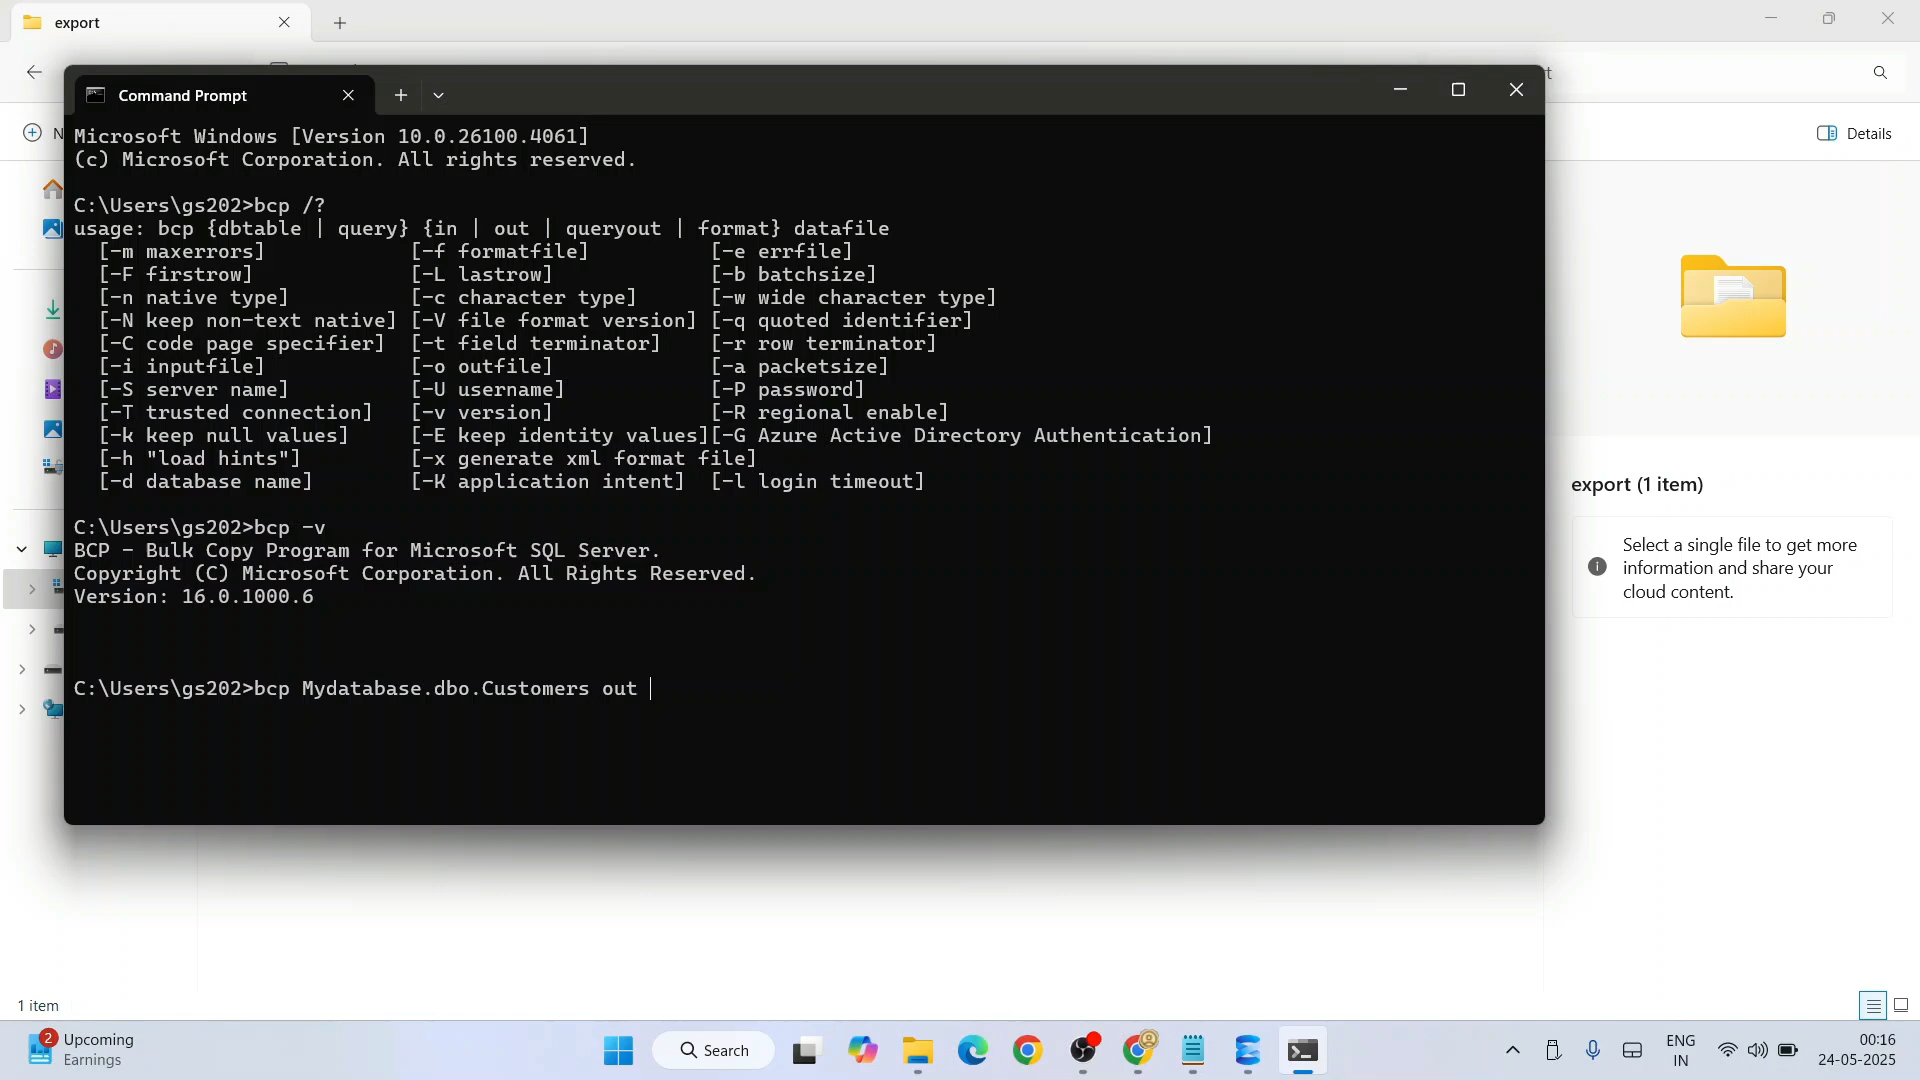 export
Command Prompt
t
N
Details
Microsoft Windows [Version 10.0.26100.4061]
(c) Microsoft Corporation. All rights reserved.
C:\Users\gs202>bcp /?
usage: bcp {dbtable | query} {in | out | queryout | format} datafile
[-m maxerrors] [-f formatfile] [-e errfile]
[-F firstrow] [-L lastrow] [-b batchsize]
[-n native type] [-c character type] [-w wide character type]
[-N keep non-text native] [-V file format version] [-q quoted identifier]
[-C code page specifier] [-t field terminator] [-r row terminator]
[-i inputfile] [-o outfile] [-a packetsize]
[-S server name] [-U username] [-P password]
[-T trusted connection] [-v version] [-R regional enable]
[-k keep null values] [-E keep identity values][-G Azure Active Directory Authentication]
[-h "load hints"] [-x generate xml format file]
[-d database name] [-K application intent] [-l login timeout]
C:\Users\gs202>bcp -v
BCP - Bulk Copy Program for Microsoft SQL Server.
Copyright (C) Microsoft Corporation. All Rights Reserved.
Version: 16.0.1000.6
C:\Users\gs202>bcp Mydatabase.dbo.Customers out
export (1 item)
Select a single file to get more
information and share your
cloud content.
1 item
2
Upcoming
Earnings
Search
ENG
IN
00:16
24-05-2025